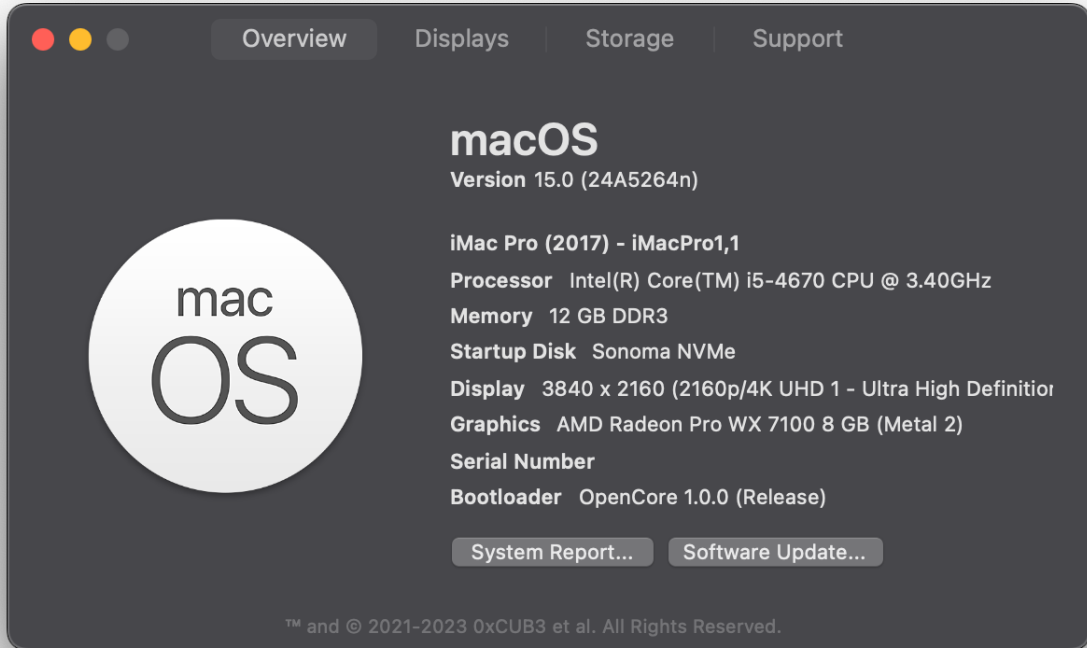 Overview Displays Storage Support
macOS
Version 15.0 (24A5264n)
mac
OS
iMac Pro (2017) - iMacPro1,1
Processor Intel(R) Core(TM) i5-4670 CPU @ 3.40GHz
Memory 12 GB DDR3
Startup Disk Sonoma NVMe
Display 3840 x 2160 (2160p/4K UHD 1 - Ultra High Definition
Graphics AMD Radeon Pro WX 7100 8 GB (Metal 2)
Serial Number
Bootloader OpenCore 1.0.0 (Release)
System Report... Software Update...
™ and © 2021-2023 0xCUB3 et al. All Rights Reserved.